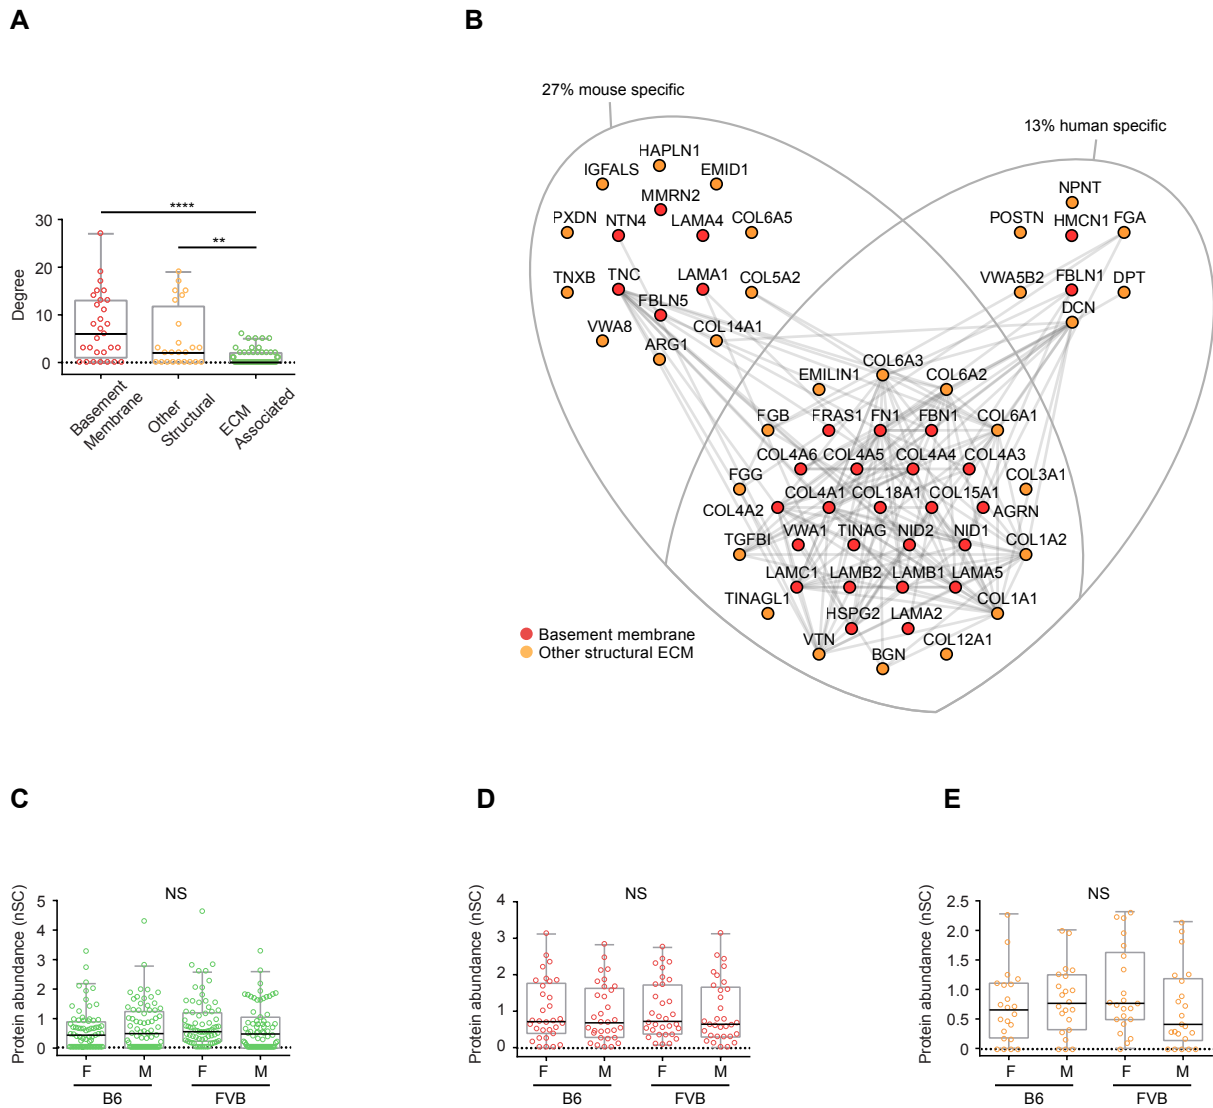 A
B
27% mouse specific
13% human specific
HAPLN1
IGFALS
EMID1
MMRN2
PXDN
NTN4
LAMA4
COL6A5
TNXB
TNC
LAMA1
COL5A2
FBLN5
VWA8
COL14A1
ARG1
NPNT
POSTN
HMCN1
FGA
VWA5B2
FBLN1
DPT
DCN
COL6A3
EMILIN1
COL6A2
FGB
FRAS1
FN1
FBN1
COL6A1
COL4A6
COL4A5
COL4A4
COL4A3
FGG
COL3A1
COL4A1
COL18A1
COL15A1
COL4A2
AGRN
VWA1
TINAG
NID2
NID1
TGFBI
COL1A2
LAMC1
LAMB2
LAMB1
LAMA5
TINAGL1
COL1A1
HSPG2
LAMA2
VTN
COL12A1
BGN
Basement membrane
Other structural ECM
****
**
30
20
10
0
Degree
Basement
Membrane
Other
Structural
ECM
Associated
C
NS
Protein abundance (nSC)
5
4
3
2
1
0
F M F M
B6 FVB
D
NS
Protein abundance (nSC)
4
3
2
1
0
F M F M
B6 FVB
E
NS
Protein abundance (nSC)
2.5
2.0
1.5
1.0
0.5
0
F M F M
B6 FVB